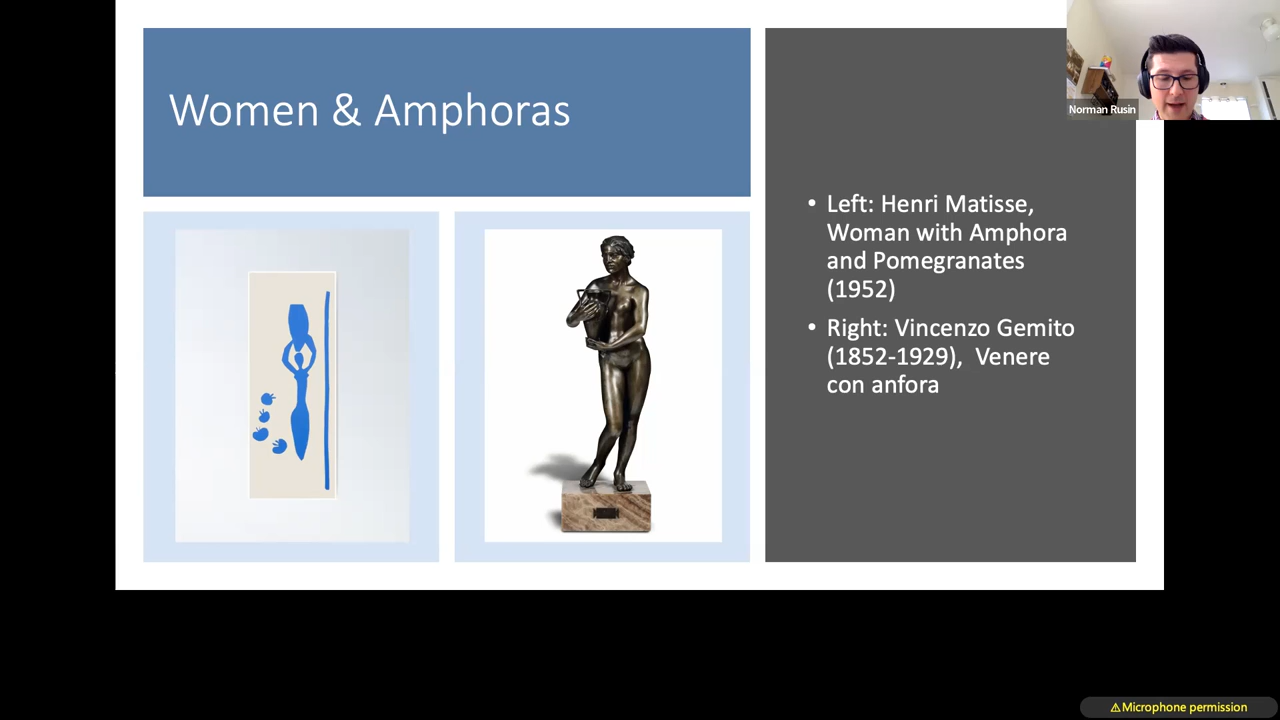 Women & Amphoras
• Left: Henri Matisse,
Woman with Amphora
and Pomegranates
(1952)
• Right: Vincenzo Gemito
(1852-1929),  Venere
con anfora
Norman Rusin
⚠Microphone permission